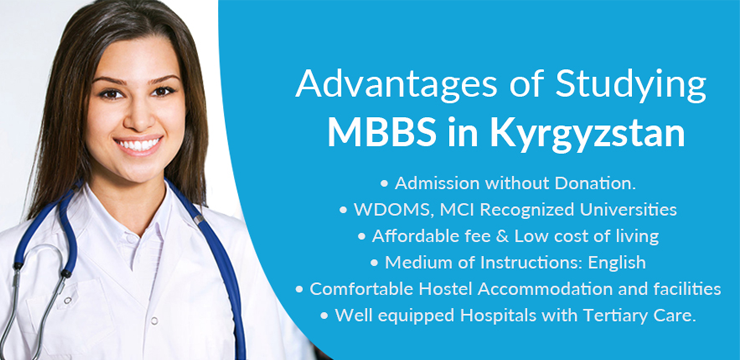 Advantages of Studying
MBBS in Kyrgyzstan
• Admission without Donation.
• WDOMS, MCI Recognized Universities
• Affordable fee & Low cost of living
• Medium of Instructions: English
• Comfortable Hostel Accommodation and facilities
• Well equipped Hospitals with Tertiary Care.